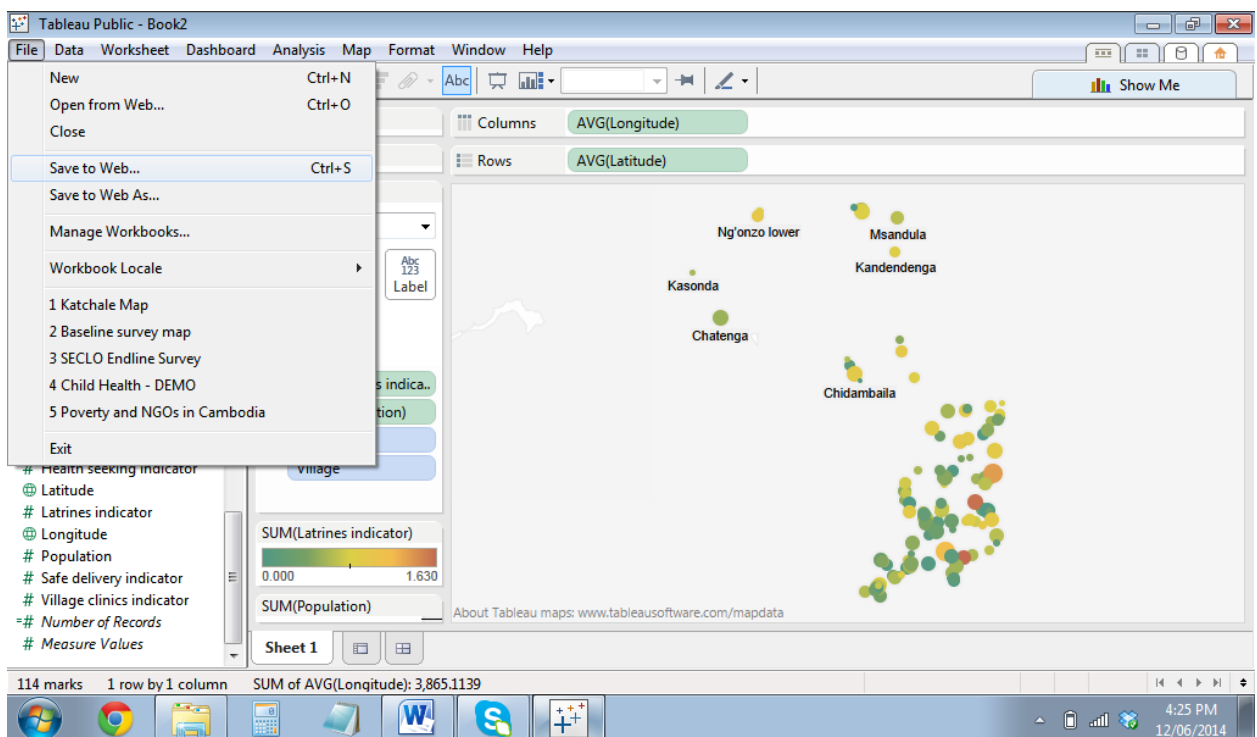 Tableau Public - Book2
File Data Worksheet Dashboard Analysis Map Format Window Help
New Ctrl+N
Open from Web... Ctrl+O
Close
Save to Web... Ctrl+S
Save to Web As...
Manage Workbooks...
Workbook Locale
1 Katchale Map
2 Baseline survey map
3 SECLO Endline Survey
4 Child Health - DEMO
5 Poverty and NGOs in Cambodia
Exit
Abc
Show Me
Columns AVG(Longitude)
Rows AVG(Latitude)
Abc
123
Label
s indica..
tion)
Village
# Health seeking indicator
Latitude
# Latrines indicator
Longitude
# Population
# Safe delivery indicator
# Village clinics indicator
=# Number of Records
# Measure Values
SUM(Latrines indicator)
0.000 1.630
SUM(Population)
Ng'onzo lower
Msandula
Kandendenga
Kasonda
Chatenga
Chidambaila
About Tableau maps: www.tableausoftware.com/mapdata
Sheet 1
114 marks 1 row by 1 column SUM of AVG(Longitude): 3,865.1139
4:25 PM
12/06/2014